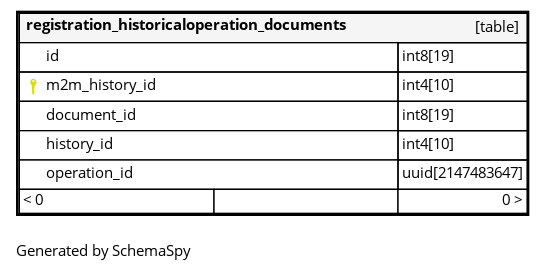 registration_historicaloperation_documents [table]
id int8[19]
m2m_history_id int4[10]
document_id int8[19]
history_id int4[10]
operation_id uuid[2147483647]
< 0 0 >
Generated by SchemaSpy